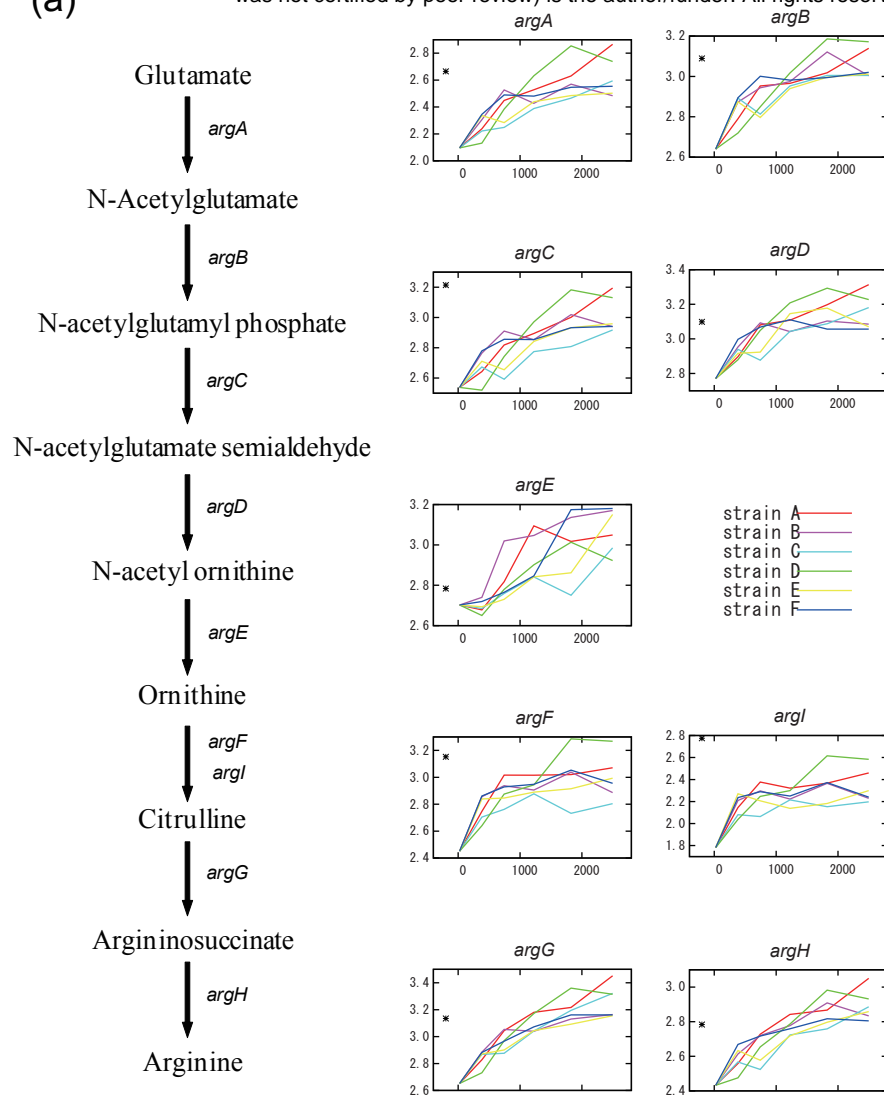 (a)
was not certified by peer review) is the author/funder. All rights reserv
Glutamate
argA
N-Acetylglutamate
argB
N-acetylglutamyl phosphate
argC
N-acetylglutamate semialdehyde
argD
N-acetyl ornithine
argE
Ornithine
argF
argI
Citrulline
argG
Argininosuccinate
argH
Arginine
argA
2.8
2.6
2.4
2.2
2.0
0 1000 2000
argB
3.2
3.0
2.8
2.6
0 1000 2000
argC
3.2
3.0
2.8
2.6
0 1000 2000
argD
3.4
3.2
3.0
2.8
0 1000 2000
argE
3.2
3.0
2.8
2.6
0 1000 2000
strain A
strain B
strain C
strain D
strain E
strain F
argF
3.2
3.0
2.8
2.6
2.4
0 1000 2000
argI
2.8
2.6
2.4
2.2
2.0
1.8
0 1000 2000
argG
3.4
3.2
3.0
2.8
2.6
argH
3.0
2.8
2.6
2.4